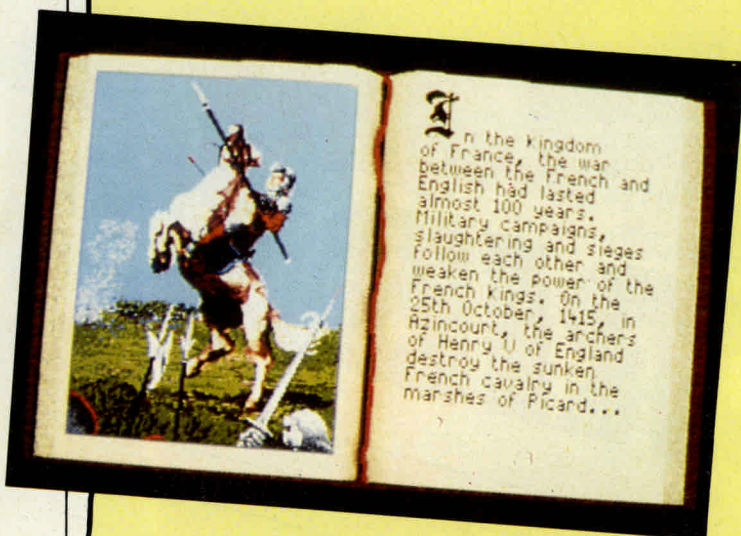 In the Kingdom
of France, the war
between the French and
English had lasted
almost 100 years.
Military campaigns,
slaughtering and sieges
follow each other and
weaken the power of the
French Kings. On the
25th October, 1415, in
Azincourt, the archers
of Henry V of England
destroy the sunken
French cavalry in the
marshes of Picard...